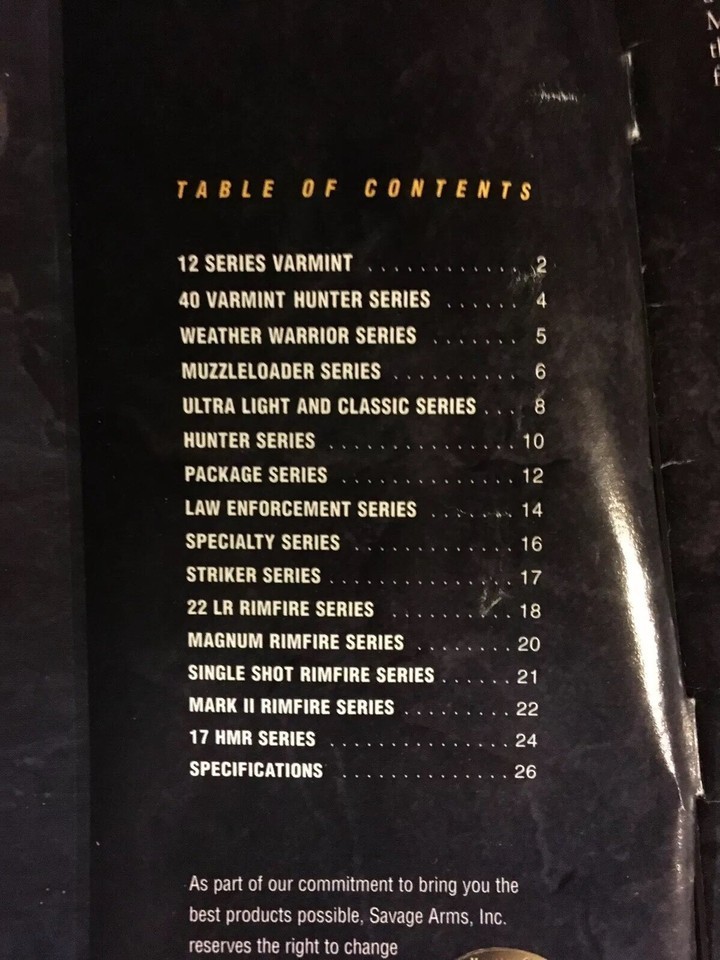 TABLE OF CONTENTS
12 SERIES VARMINT ............ 2
40 VARMINT HUNTER SERIES ...... 4
WEATHER WARRIOR SERIES ....... 5
MUZZLELOADER SERIES .......... 6
ULTRA LIGHT AND CLASSIC SERIES ... 8
HUNTER SERIES ............... 10
PACKAGE SERIES .............. 12
LAW ENFORCEMENT SERIES ....... 14
SPECIALTY SERIES ............. 16
STRIKER SERIES ............... 17
22 LR RIMFIRE SERIES .......... 18
MAGNUM RIMFIRE SERIES ........ 20
SINGLE SHOT RIMFIRE SERIES ...... 21
MARK II RIMFIRE SERIES ......... 22
17 HMR SERIES ............... 24
SPECIFICATIONS .............. 26
As part of our commitment to bring you the
best products possible, Savage Arms, Inc.
reserves the right to change